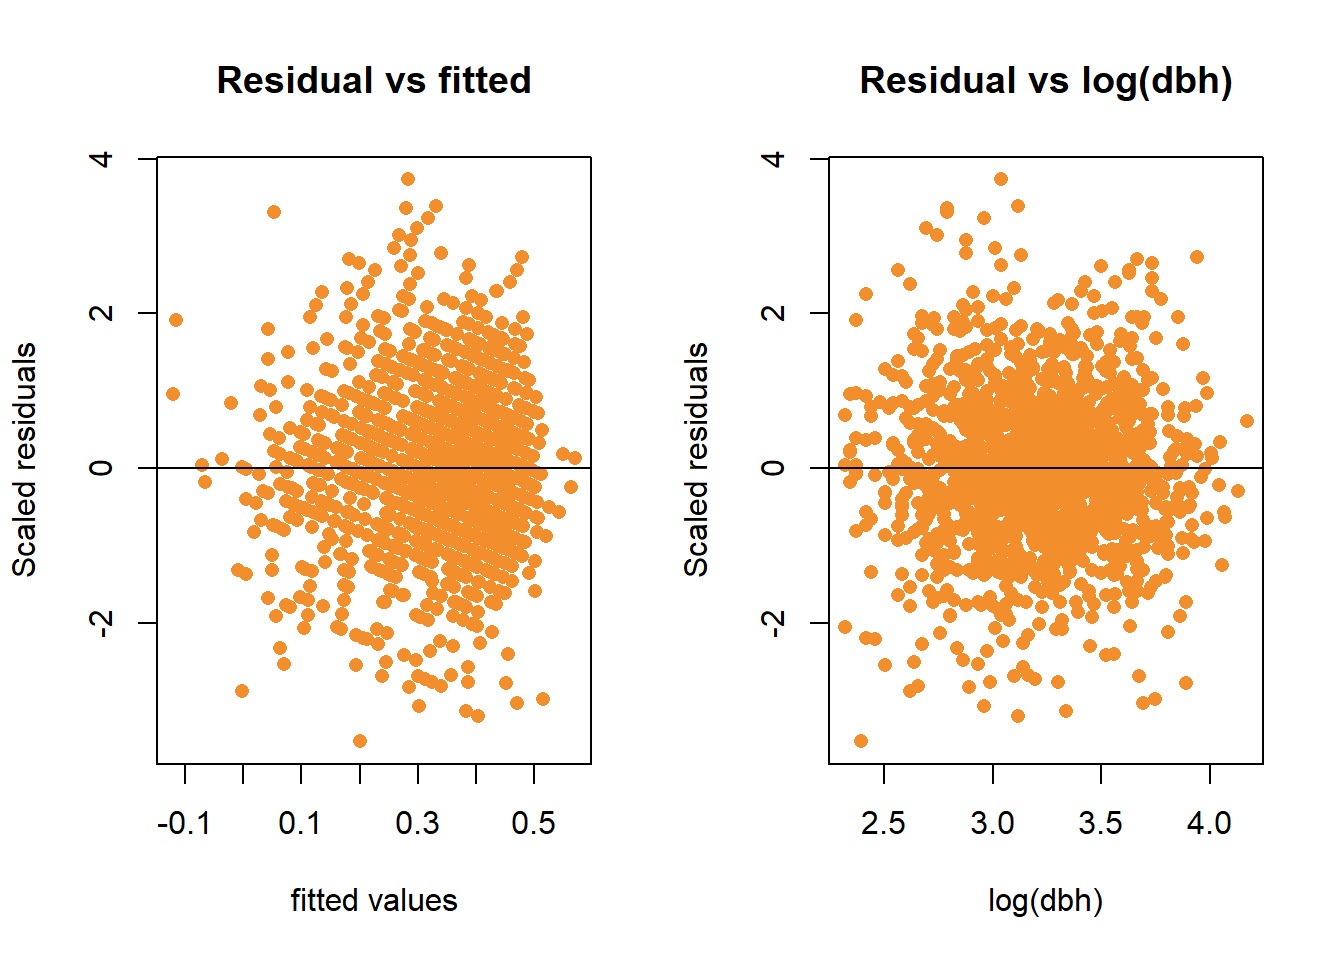 Residual vs fitted
Scaled residuals
4
2
0
-2
-0.1 0.1 0.3 0.5
fitted values
Residual vs log(dbh)
Scaled residuals
4
2
0
-2
2.5 3.0 3.5 4.0
log(dbh)